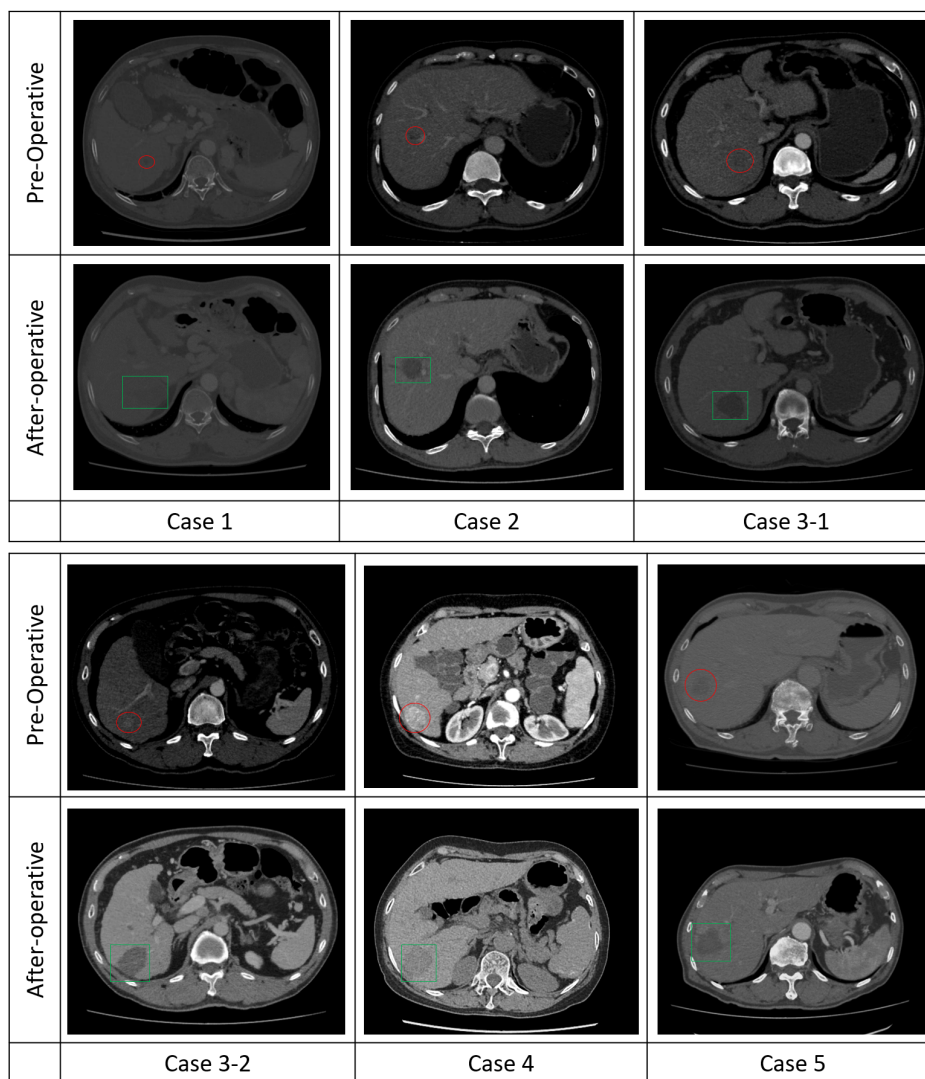 Pre-Operative
After-operative
Case 1
Case 2
Case 3-1
Pre-Operative
After-operative
Case 3-2
Case 4
Case 5